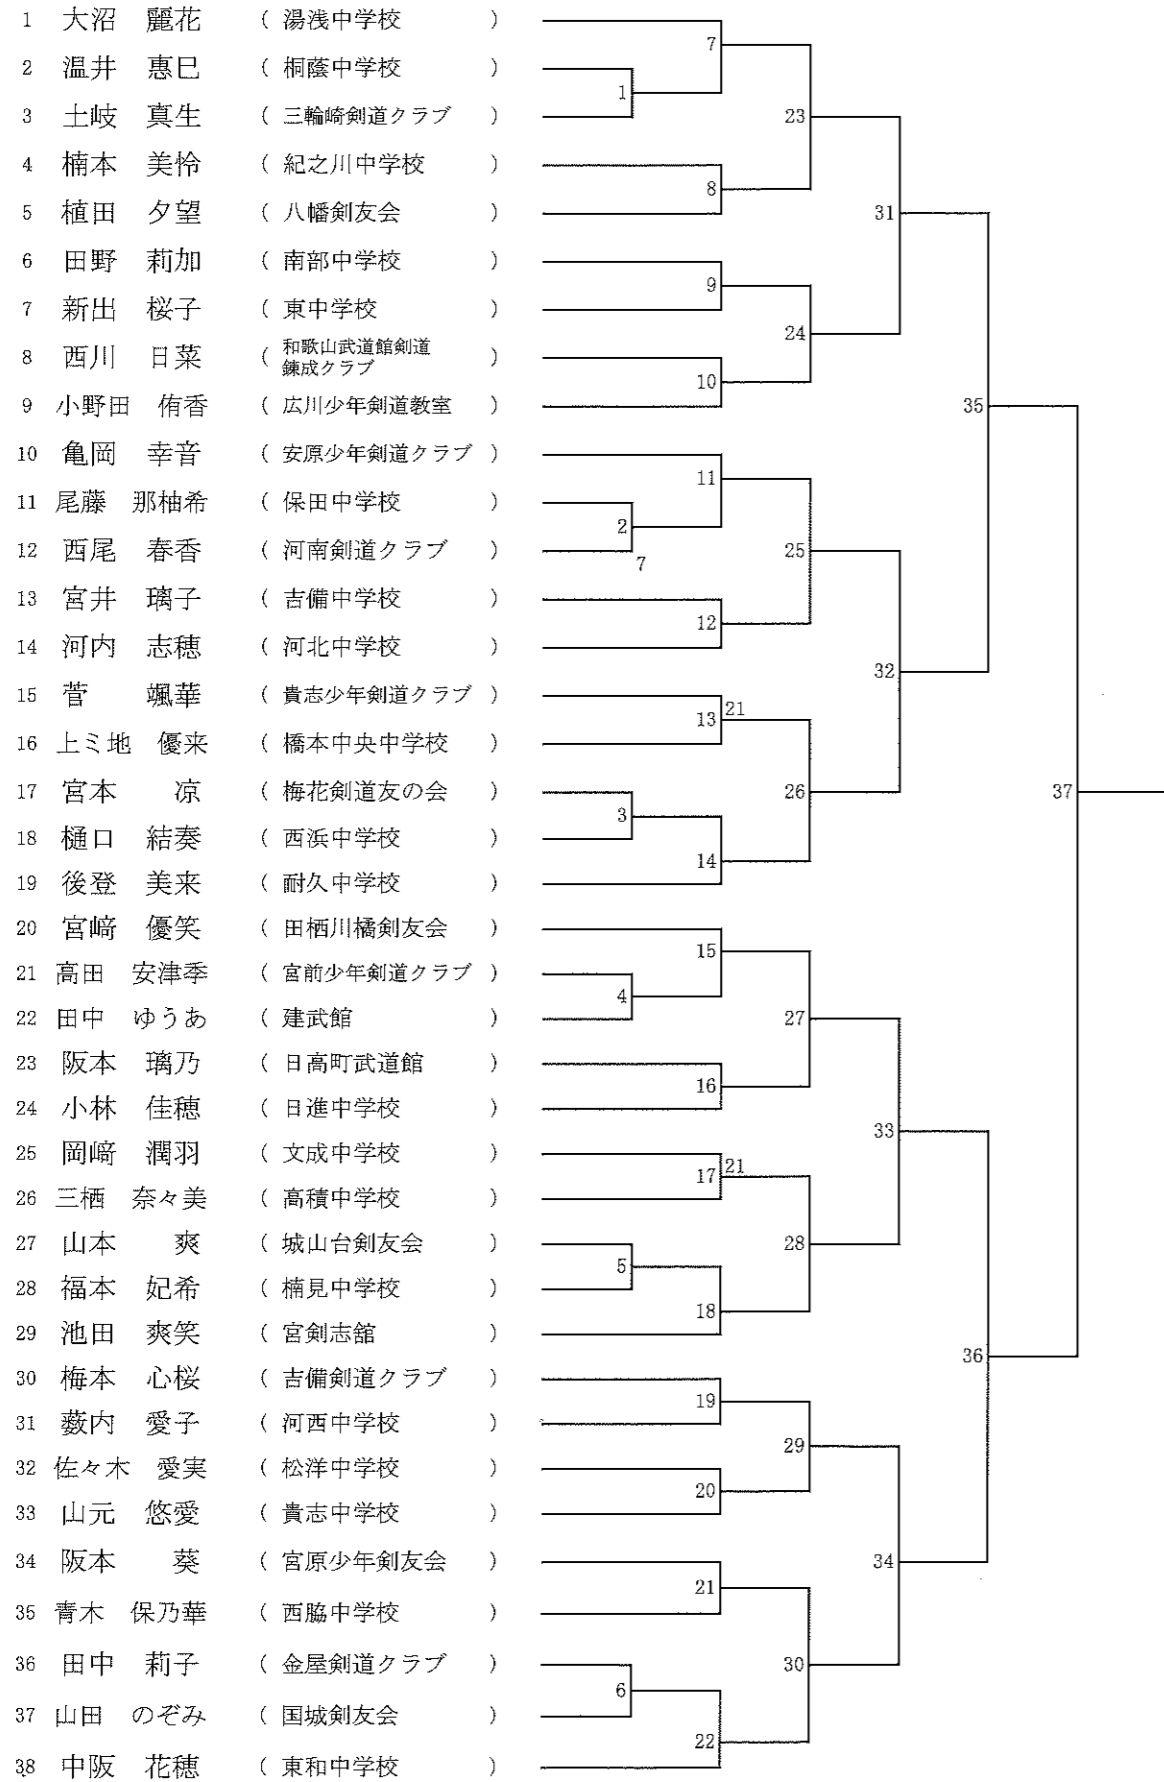 1 大沼 麗花 ( 湯浅中学校 )
7
2 温井 惠巳 ( 桐蔭中学校 )
1
3 土岐 真生 ( 三輪崎剣道クラブ ) 23
4 楠本 美怜 ( 紀之川中学校 )
8
5 植田 夕望 ( 八幡剣友会 ) 31
6 田野 莉加 ( 南部中学校 )
9
7 新出 桜子 ( 東中学校 )
24
8 西川 日菜 ( 和歌山武道館剣道
錬成クラブ )
10
9 小野田 侑香 ( 広川少年剣道教室 ) 35
10 亀岡 幸音 ( 安原少年剣道クラブ )
11
11 尾藤 那柚希 ( 保田中学校 )
2
12 西尾 春香 ( 河南剣道クラブ ) 25
7
13 宮井 璃子 ( 吉備中学校 )
12
14 河内 志穂 ( 河北中学校 )
32
15 菅 颯華 ( 貴志少年剣道クラブ )
13 21
16 上ミ地 優来 ( 橋本中央中学校 )
17 宮本 凉 ( 梅花剣道友の会 ) 26 37
3
18 樋口 結奏 ( 西浜中学校 )
14
19 後登 美来 ( 耐久中学校 )
20 宮﨑 優笑 ( 田栖川橘剣友会 )
15
21 高田 安津季 ( 宮前少年剣道クラブ )
4
22 田中 ゆうあ ( 建武館 ) 27
23 阪本 璃乃 ( 日高町武道館 )
16
24 小林 佳穂 ( 日進中学校 )
33
25 岡﨑 潤羽 ( 文成中学校 )
17 21
26 三栖 奈々美 ( 高積中学校 )
27 山本 爽 ( 城山台剣友会 ) 28
5
28 福本 妃希 ( 楠見中学校 )
18
29 池田 爽笑 ( 宮剣志舘 )
36
30 梅本 心桜 ( 吉備剣道クラブ )
19
31 薮内 愛子 ( 河西中学校 )
29
32 佐々木 愛実 ( 松洋中学校 )
20
33 山元 悠愛 ( 貴志中学校 )
34 阪本 葵 ( 宮原少年剣友会 ) 34
21
35 青木 保乃華 ( 西脇中学校 )
36 田中 莉子 ( 金屋剣道クラブ ) 30
6
37 山田 のぞみ ( 国城剣友会 )
22
38 中阪 花穂 ( 東和中学校 )